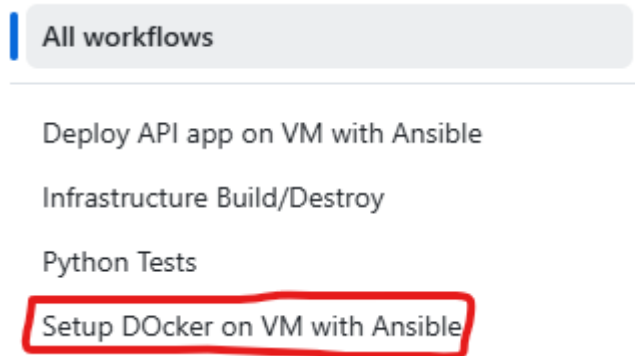 All workflows
Deploy API app on VM with Ansible
Infrastructure Build/Destroy
Python Tests
Setup DOcker on VM with Ansible